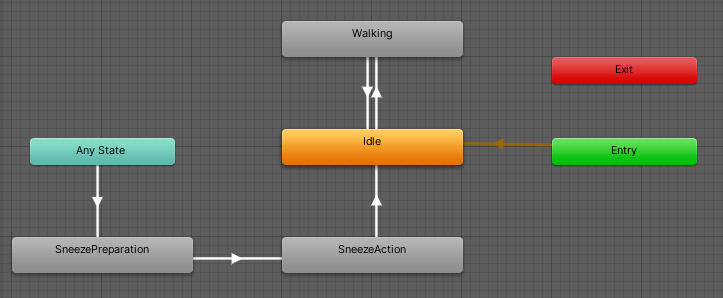 Walking
Exit
Any State
Idle
Entry
SneezePreparation
SneezeAction